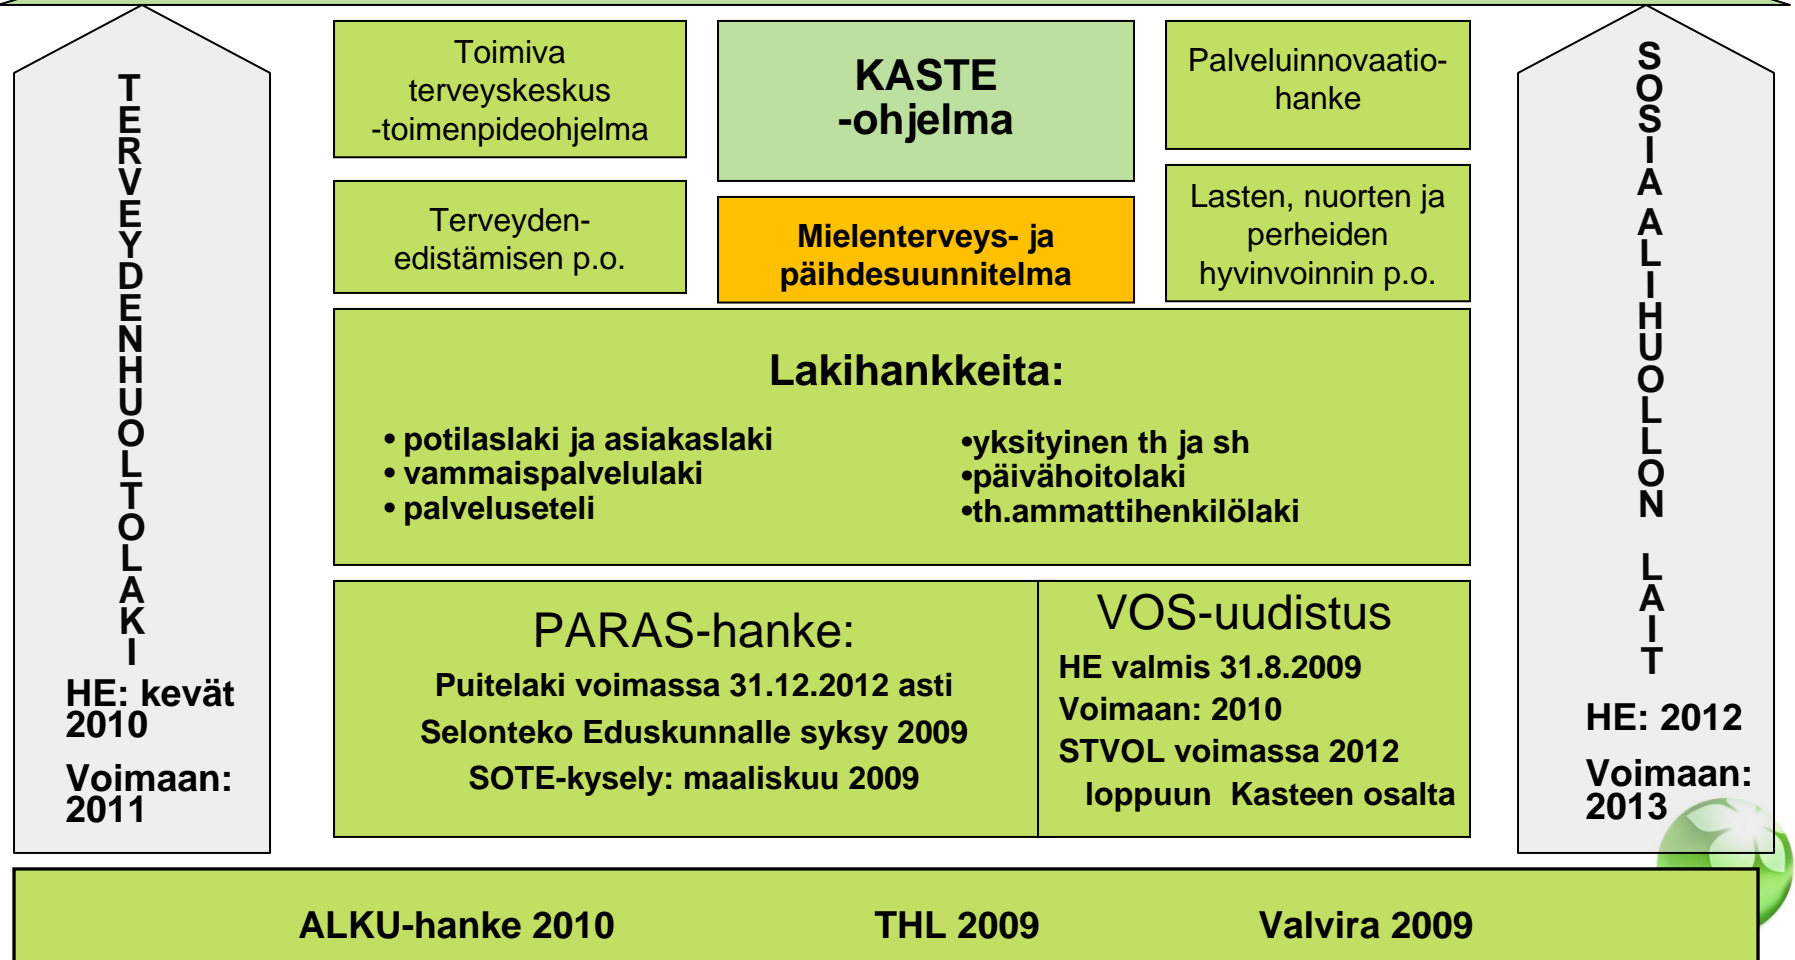 TERVEYDENHUOLTOLAKI
HE: kevät
2010
Voimaan:
2011
Toimiva
terveyskeskus
-toimenpideohjelma
KASTE
-ohjelma
Palveluinnovaatio-
hanke
Terveyden-
edistämisen p.o.
Mielenterveys- ja
päihdesuunnitelma
Lasten, nuorten ja
perheiden
hyvinvoinnin p.o.
Lakihankkeita:
• potilaslaki ja asiakaslaki
• vammaispalvelulaki
• palveluseteli
•yksityinen th ja sh
•päivähoitolaki
•th.ammattihenkilölaki
PARAS-hanke:
Puitelaki voimassa 31.12.2012 asti
Selonteko Eduskunnalle syksy 2009
SOTE-kysely: maaliskuu 2009
VOS-uudistus
HE valmis 31.8.2009
Voimaan: 2010
STVOL voimassa 2012
loppuun Kasteen osalta
SOSIAALIHUOLLON LAIT
HE: 2012
Voimaan:
2013
ALKU-hanke 2010 THL 2009 Valvira 2009